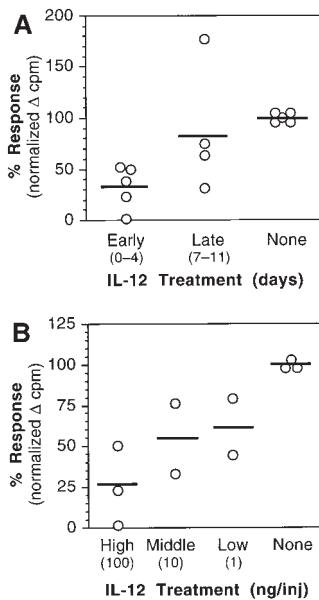 A
200
150
100
50
0
% Response
(normalized Δ cpm)
Early Late None
(0–4) (7–11)
IL-12 Treatment (days)
B
125
100
75
50
25
0
% Response
(normalized Δ cpm)
High Middle Low None
(100) (10) (1)
IL-12 Treatment (ng/inj)